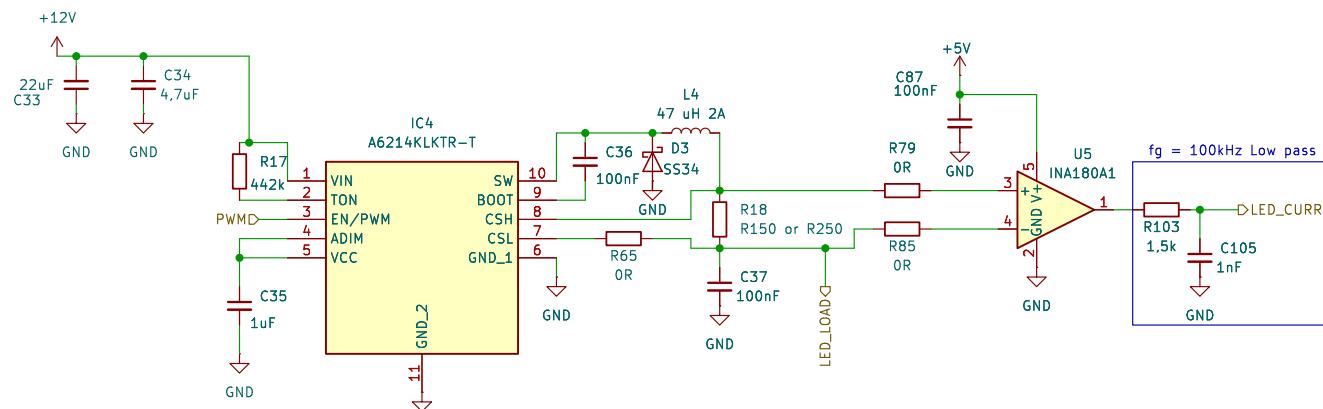 +12V
22uF
C33
GND
C34
4,7uF
GND
R17
442k
PWM
C35
1uF
GND
IC4
A6214KLKTR-T
1
VIN
2
TON
3
EN/PWM
4
ADIM
5
VCC
SW
10
BOOT
9
CSH
8
CSL
7
GND_1
6
GND_2
11
GND
C36
100nF
D3
SS34
GND
L4
47 uH 2A
R65
0R
R18
R150 or R250
C37
100nF
GND
LED_LOAD
+5V
C87
100nF
GND
R79
0R
R85
0R
U5
INA180A1
3
4
5
2
1
+
-
V+
GND
GND
fg = 100kHz Low pass
R103
1,5k
C105
1nF
GND
LED_CURR